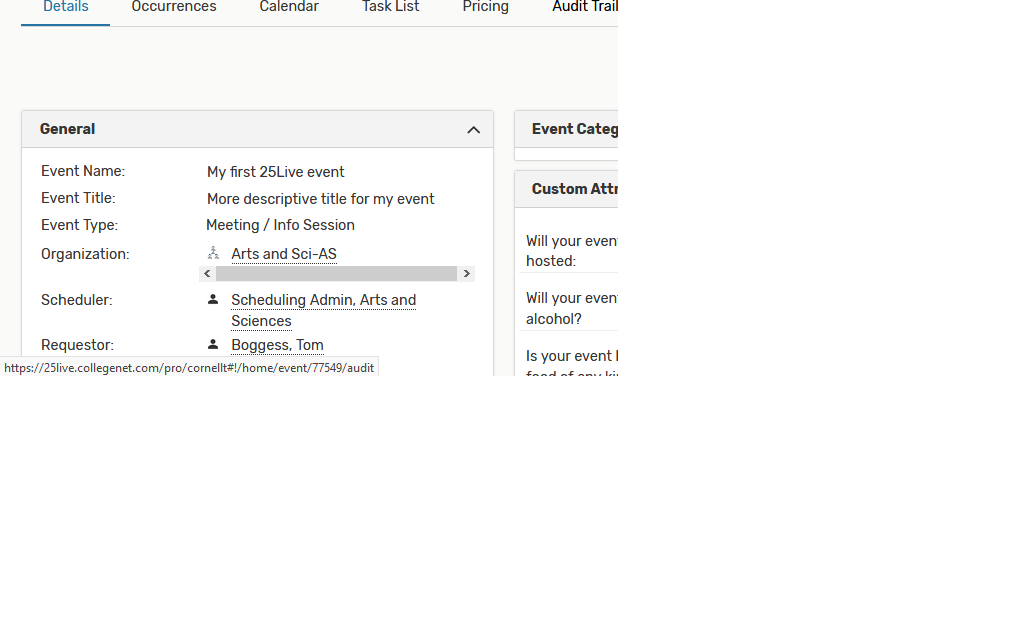 Details Occurrences Calendar Task List Pricing Audit Trail
General
Event Name: My first 25Live event
Event Title: More descriptive title for my event
Event Type: Meeting / Info Session
Organization: Arts and Sci-AS
Scheduler: Scheduling Admin, Arts and
Sciences
Requestor: Boggess, Tom
https://25live.collegenet.com/pro/cornellt#!/home/event/77549/audit
Event Categ
Custom Attr
Will your event
hosted:
Will your event
alcohol?
Is your event
food of any